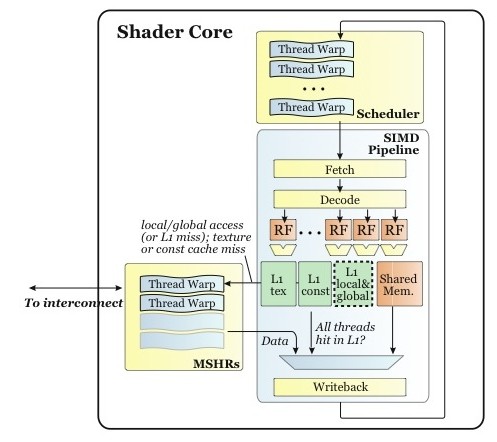 Shader Core
Thread Warp
Thread Warp
...
Thread Warp
Scheduler
SIMD
Pipeline
Fetch
Decode
RF ... RF RF RF
local/global access
(or L1 miss); texture
or const cache miss
L1
tex
L1
const
L1
local&
global
Shared
Mem.
To interconnect
Thread Warp
Thread Warp
MSHRs
Data
All threads
hit in L1?
Writeback